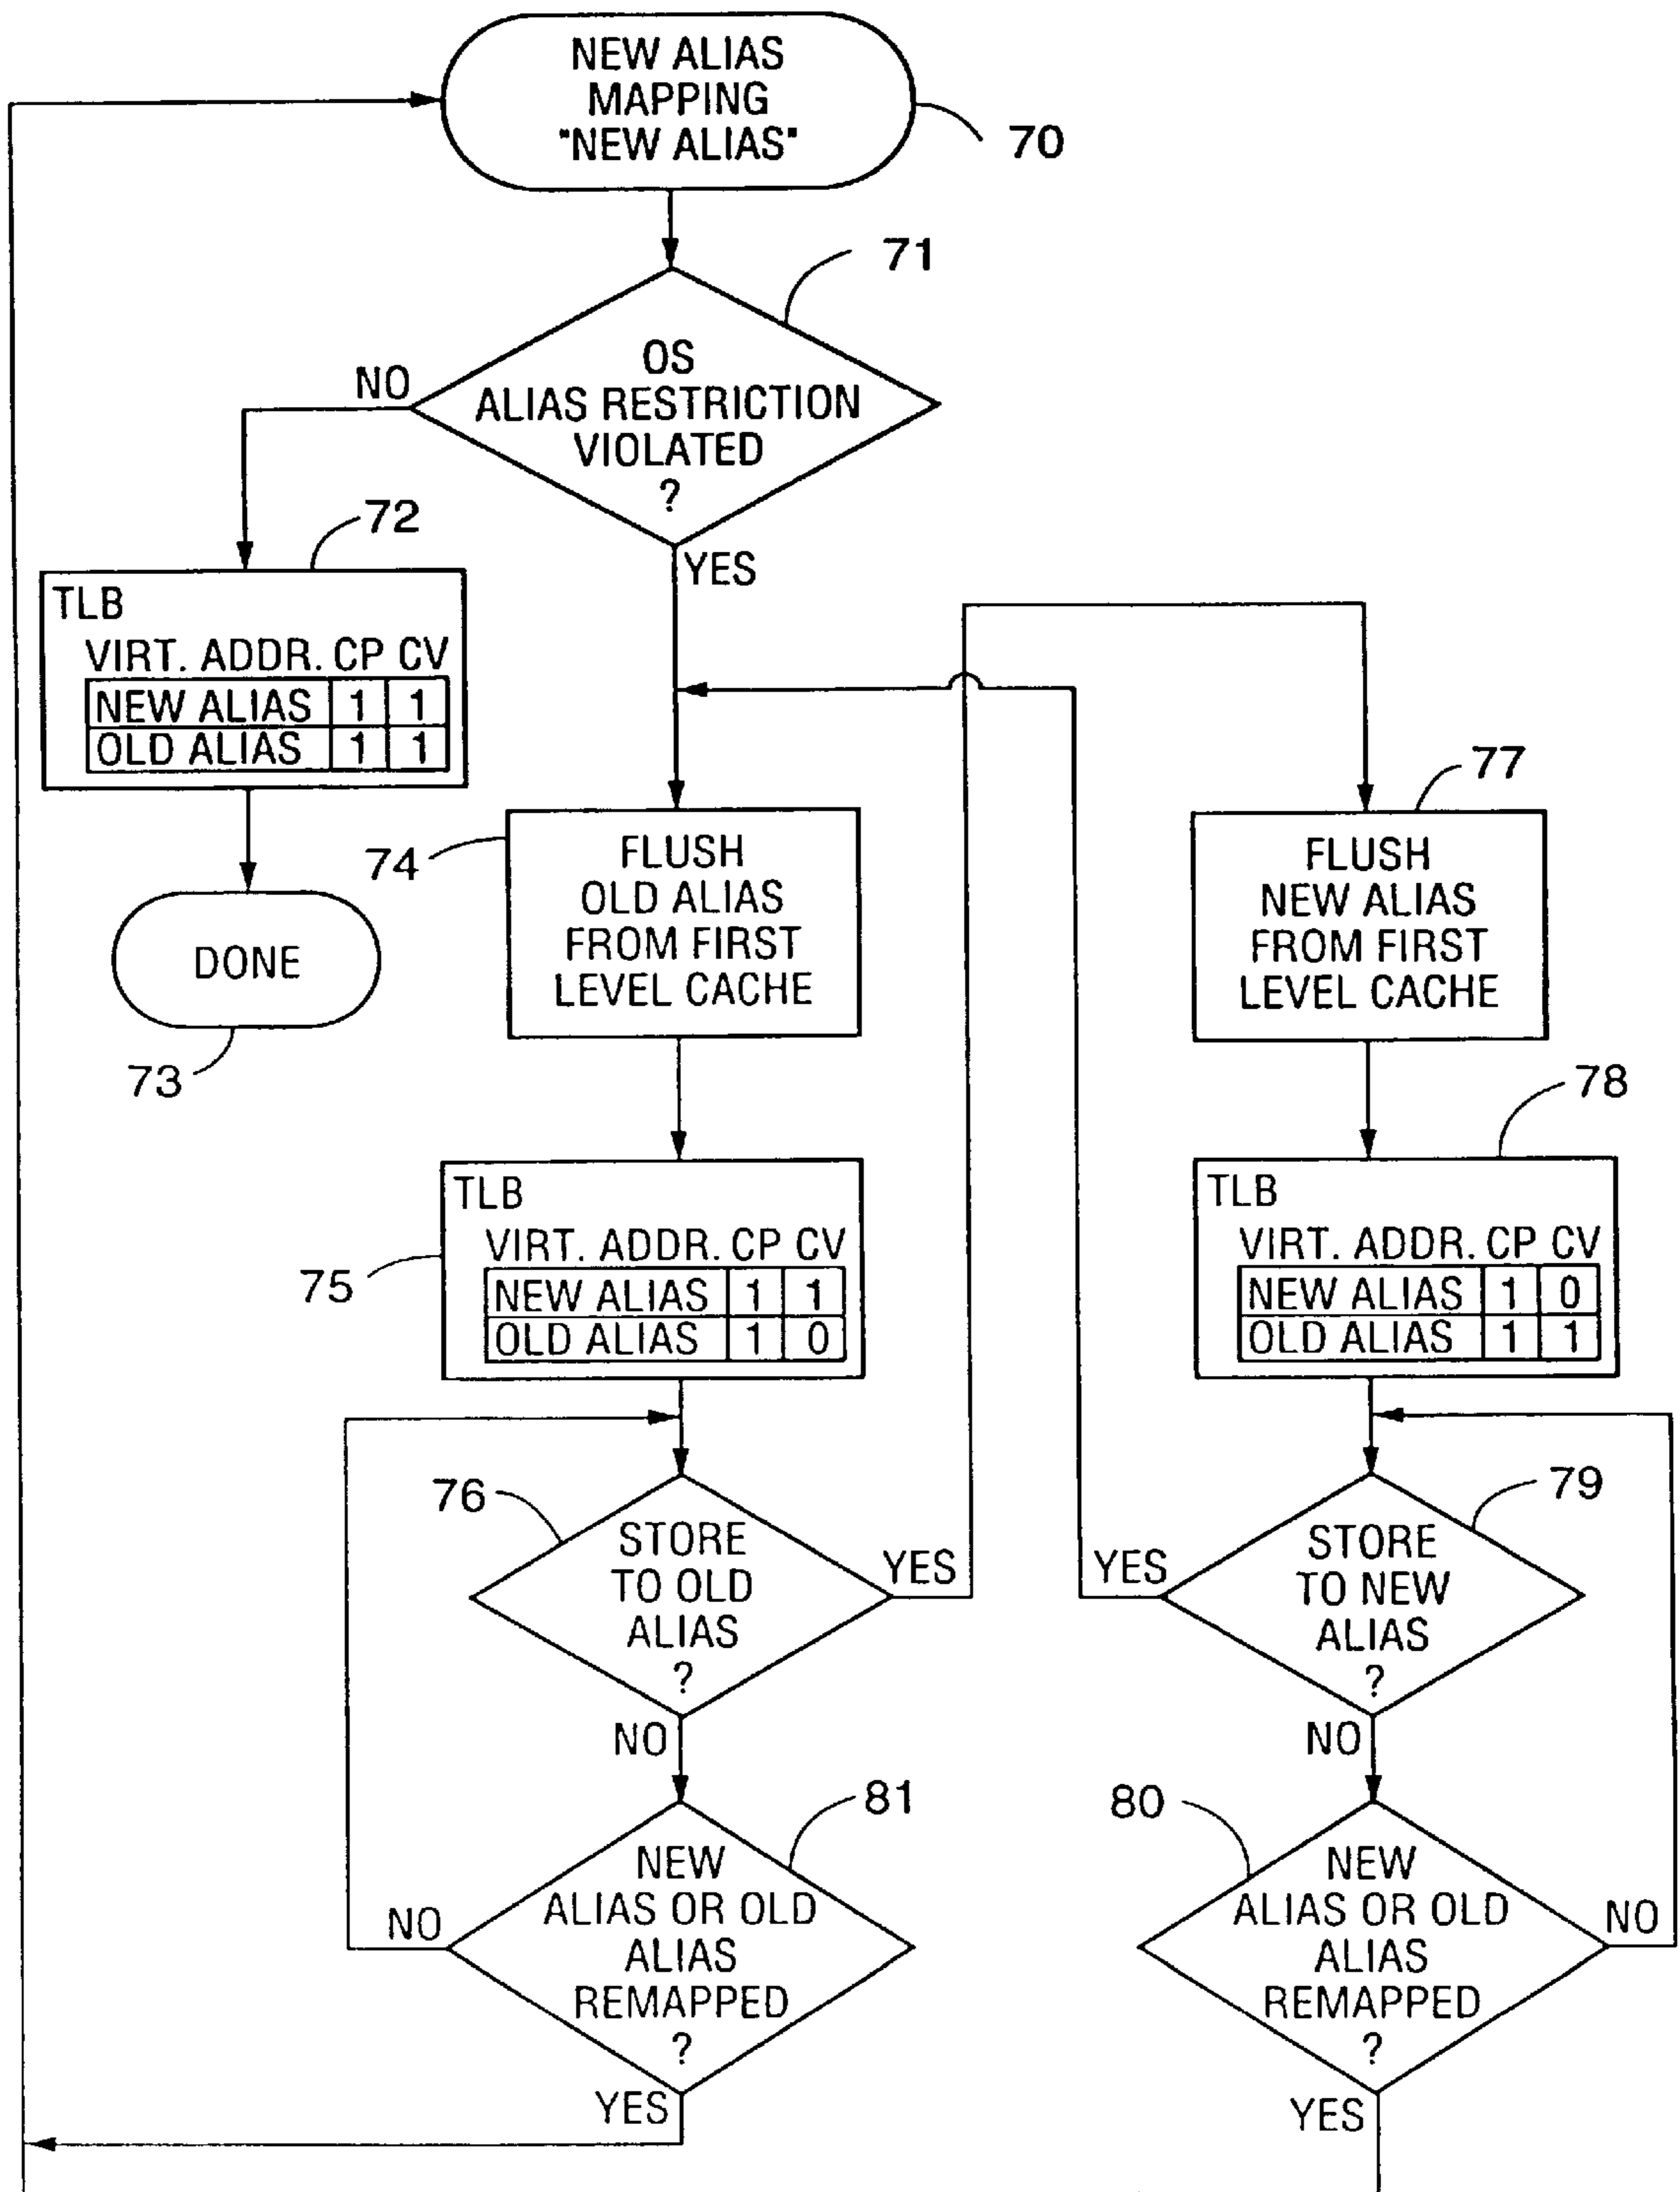 NEW ALIAS
MAPPING
"NEW ALIAS"
70
71
OS
ALIAS RESTRICTION
VIOLATED
?
NO
YES
72
TLB
VIRT. ADDR. CP CV
NEW ALIAS 1 1
OLD ALIAS 1 1
DONE
73
74
FLUSH
OLD ALIAS
FROM FIRST
LEVEL CACHE
77
FLUSH
NEW ALIAS
FROM FIRST
LEVEL CACHE
75
TLB
VIRT. ADDR. CP CV
NEW ALIAS 1 1
OLD ALIAS 1 0
78
TLB
VIRT. ADDR. CP CV
NEW ALIAS 1 0
OLD ALIAS 1 1
76
STORE
TO OLD
ALIAS
?
YES
NO
79
STORE
TO NEW
ALIAS
?
YES
NO
81
NEW
ALIAS OR OLD
ALIAS
REMAPPED
?
NO
YES
80
NEW
ALIAS OR OLD
ALIAS
REMAPPED
?
NO
YES